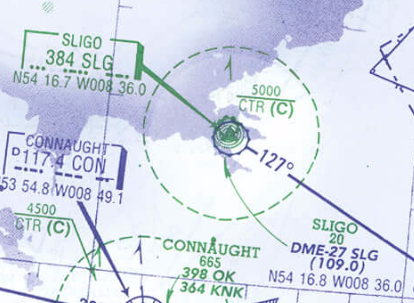 SLIGO
384 SLG
N54 16.7 W008 36.0
5000
CTR (C)
127°
CONNAUGHT
D 117.4 CON
53 54.8 W008 49.1
4500
CTR (C)
SLIGO
20
DME-27 SLG
(109.0)
N54 16.8 W008 36.0
CONNAUGHT
665
398 OK
364 KNK